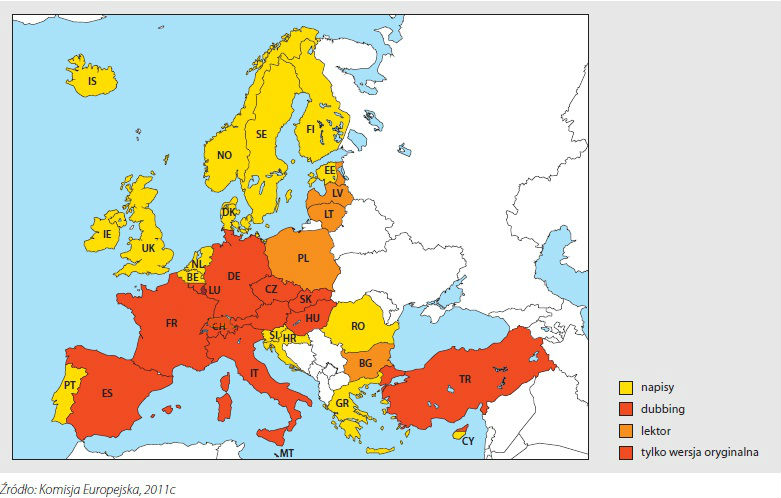 IS
NO
SE
FI
EE
LV
LT
DK
IE
UK
NL
BE
LU
DE
PL
CZ
SK
FR
CH
HU
SI
HR
RO
BG
PT
ES
IT
GR
TR
MT
CY
napisy
dubbing
lektor
tylko wersja oryginalna
Źródło: Komisja Europejska, 2011c